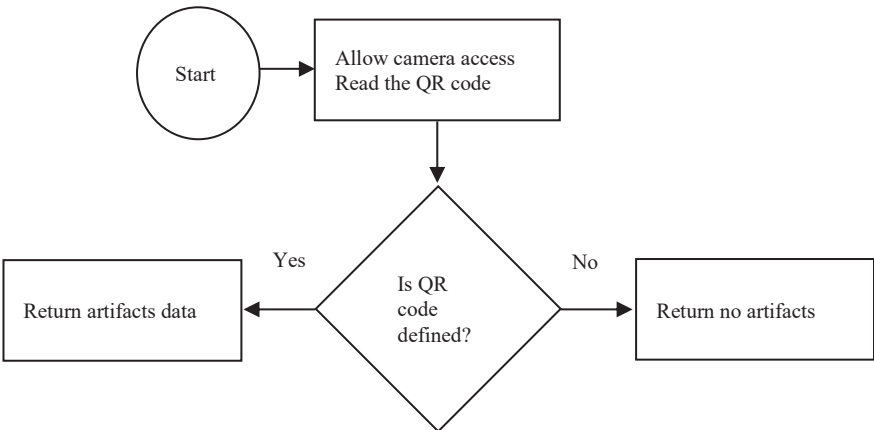 Start
Allow camera access
Read the QR code
Yes
No
Return artifacts data
Is QR
code
defined?
Return no artifacts